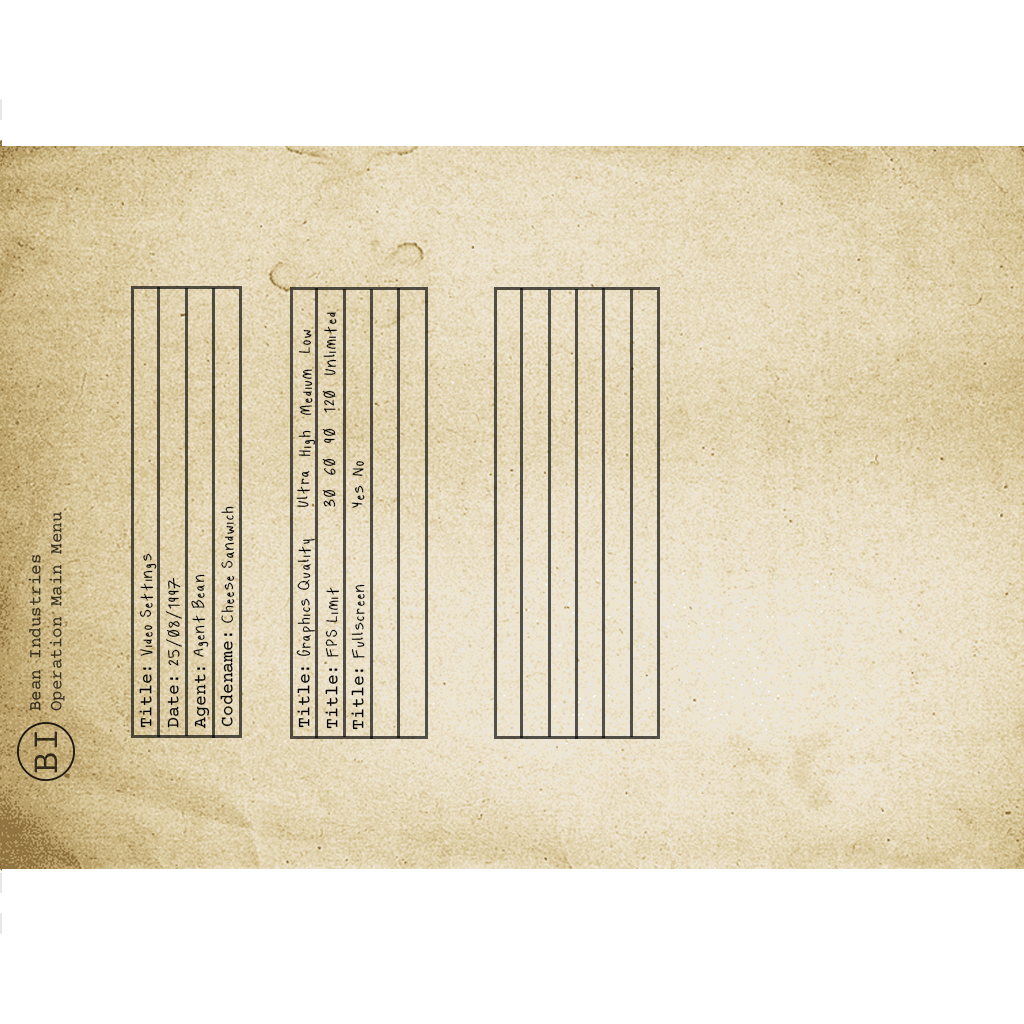 BI
Bean Industries
Operation Main Menu
Title: Video Settings
Date: 25/08/1997
Agent: Agent Bean
Codename: Cheese Sandwich
Title: Graphics Quality Ultra High Medium Low
Title: FPS Limit 30 60 90 120 Unlimited
Title: Fullscreen Yes No